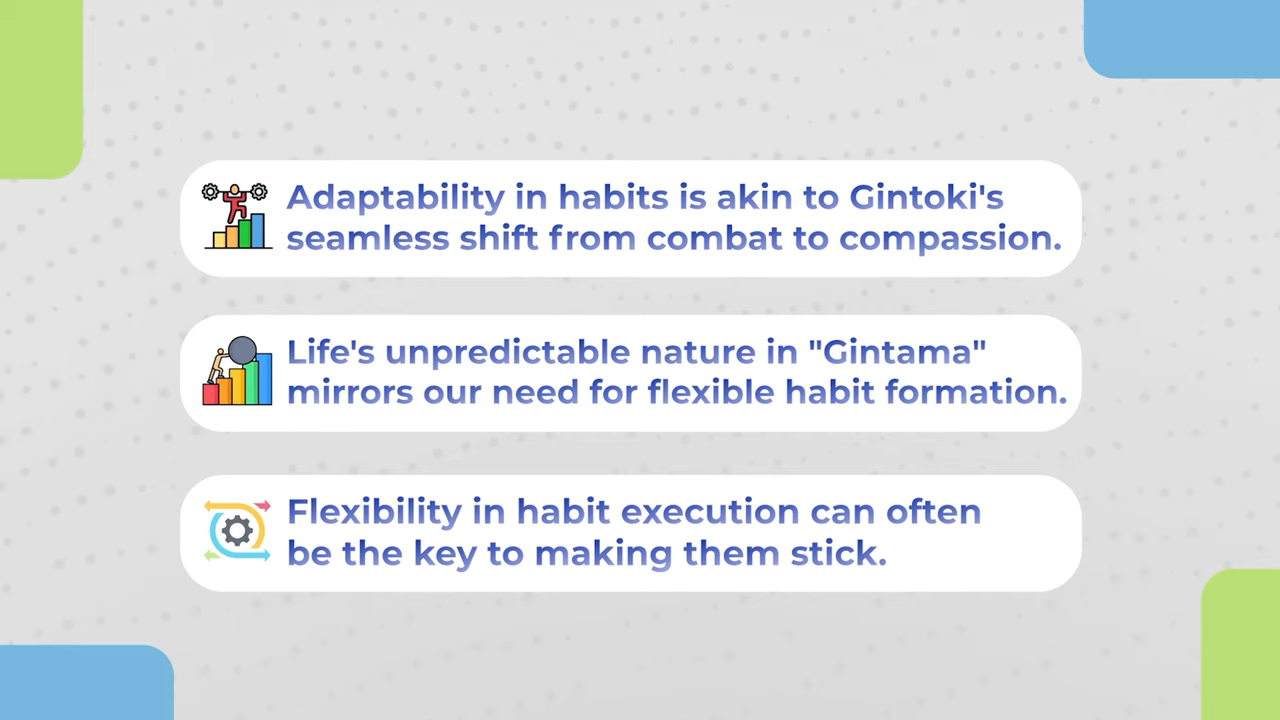 Adaptability in habits is akin to Gintoki's
seamless shift from combat to compassion.
Life's unpredictable nature in "Gintama"
mirrors our need for flexible habit formation.
Flexibility in habit execution can often
be the key to making them stick.